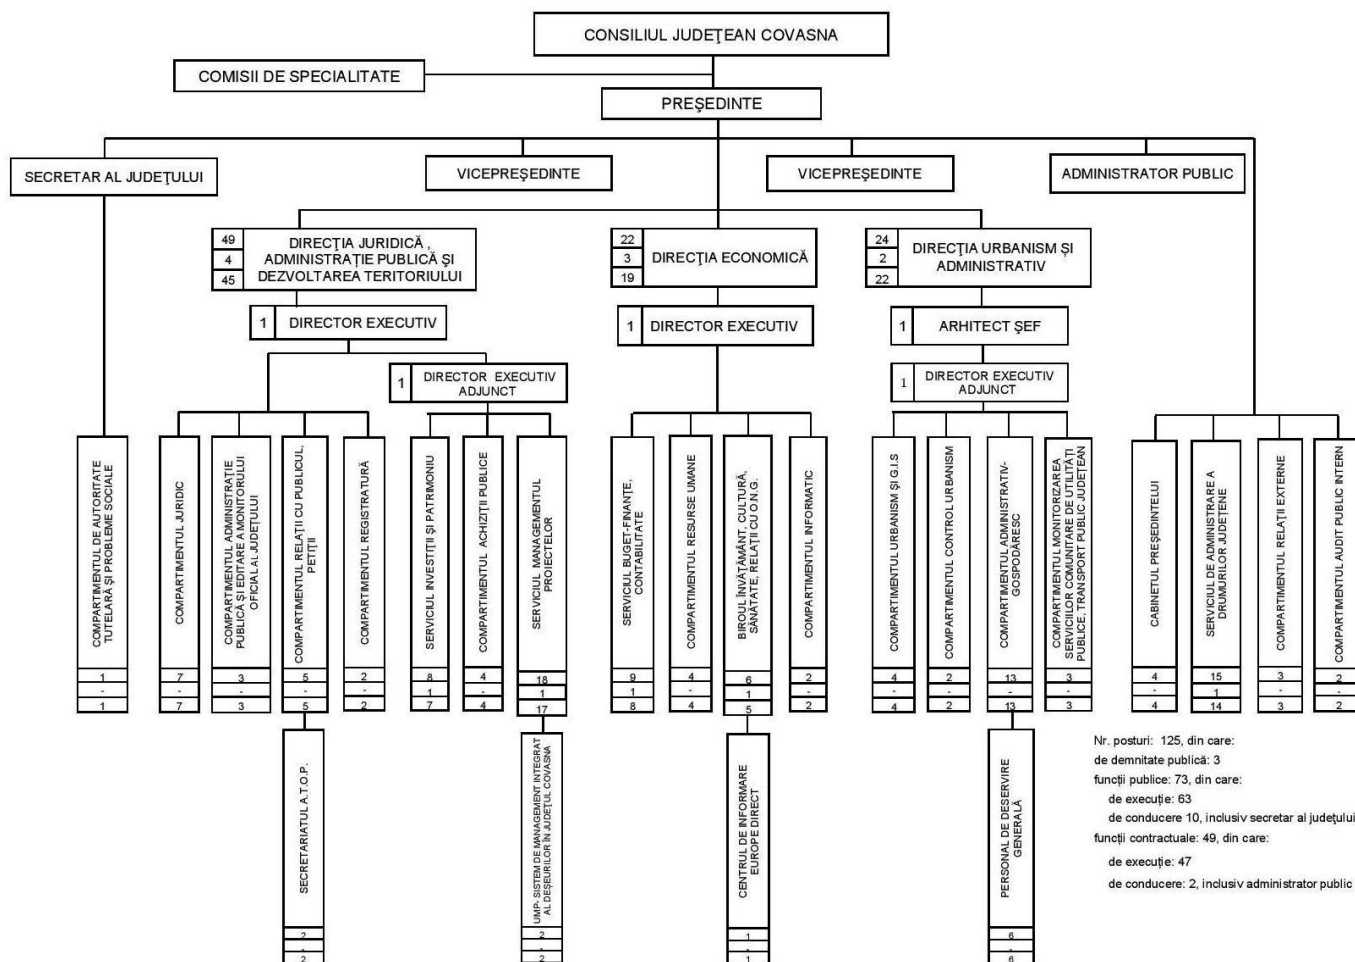 CONSILIUL JUDEŢEAN COVASNA
COMISII DE SPECIALITATE
PREŞEDINTE
SECRETAR AL JUDEŢULUI
VICEPREŞEDINTE
VICEPREŞEDINTE
ADMINISTRATOR PUBLIC
49
4
45
DIRECŢIA JURIDICĂ ,
ADMINISTRAȚIE PUBLICĂ ŞI
DEZVOLTAREA TERITORIULUI
22
3
19
DIRECŢIA ECONOMICĂ
24
2
22
DIRECŢIA URBANISM ȘI
ADMINISTRATIV
1
DIRECTOR EXECUTIV
1
DIRECTOR EXECUTIV
1
ARHITECT ŞEF
1
DIRECTOR EXECUTIV
ADJUNCT
1
DIRECTOR EXECUTIV
ADJUNCT
COMPARTIMENTUL DE AUTORITATE
TUTELARĂ ŞI PROBLEME SOCIALE
1
-
1
COMPARTIMENTUL JURIDIC
7
-
7
COMPARTIMENTUL ADMINISTRAȚIE
PUBLICĂ ŞI EDITARE A MONITORULUI
OFICIAL AL JUDEŢULUI
3
-
3
COMPARTIMENTUL RELAŢII CU PUBLICUL,
PETIŢII
5
-
5
COMPARTIMENTUL REGISTRATURĂ
2
-
2
SERVICIUL INVESTIŢII ŞI PATRIMONIU
8
1
7
COMPARTIMENTUL ACHIZIŢII PUBLICE
4
-
4
SERVICIUL MANAGEMENTUL
PROIECTELOR
18
1
17
SERVICIUL BUGET-FINANŢE,
CONTABILITATE
9
1
8
COMPARTIMENTUL RESURSE UMANE
4
-
4
BIROUL ÎNVĂŢĂMÂNT, CULTURĂ,
SĂNĂTATE, RELAŢII CU O.N.G.
6
1
5
COMPARTIMENTUL INFORMATIC
2
-
2
COMPARTIMENTUL URBANISM ŞI G.I.S
4
-
4
COMPARTIMENTUL CONTROL URBANISM
2
-
2
COMPARTIMENTUL ADMINISTRATIV-
GOSPODĂRESC
13
-
13
COMPARTIMENTUL MONITORIZAREA
SERVICIILOR COMUNITARE DE UTILITĂŢI
PUBLICE, TRANSPORT PUBLIC JUDEŢEAN
3
-
3
CABINETUL PREŞEDINTELUI
4
-
4
SERVICIUL DE ADMINISTRARE A
DRUMURILOR JUDEŢENE
15
1
14
COMPARTIMENTUL RELAŢII EXTERNE
3
-
3
COMPARTIMENTUL AUDIT PUBLIC INTERN
2
-
2
SECRETARIATUL A.T.O.P.
2
-
2
UMP- SISTEM DE MANAGEMENT INTEGRAT
AL DEŞEURILOR ÎN JUDEŢUL COVASNA
2
-
2
CENTRUL DE INFORMARE
EUROPE DIRECT
1
-
1
PERSONAL DE DESERVIRE
GENERALĂ
6
-
6
Nr. posturi: 125, din care:
de demnitate publică: 3
funcții publice: 73, din care:
de execuție: 63
de conducere 10, inclusiv secretar al județului
funcții contractuale: 49, din care:
de execuție: 47
de conducere: 2, inclusiv administrator public